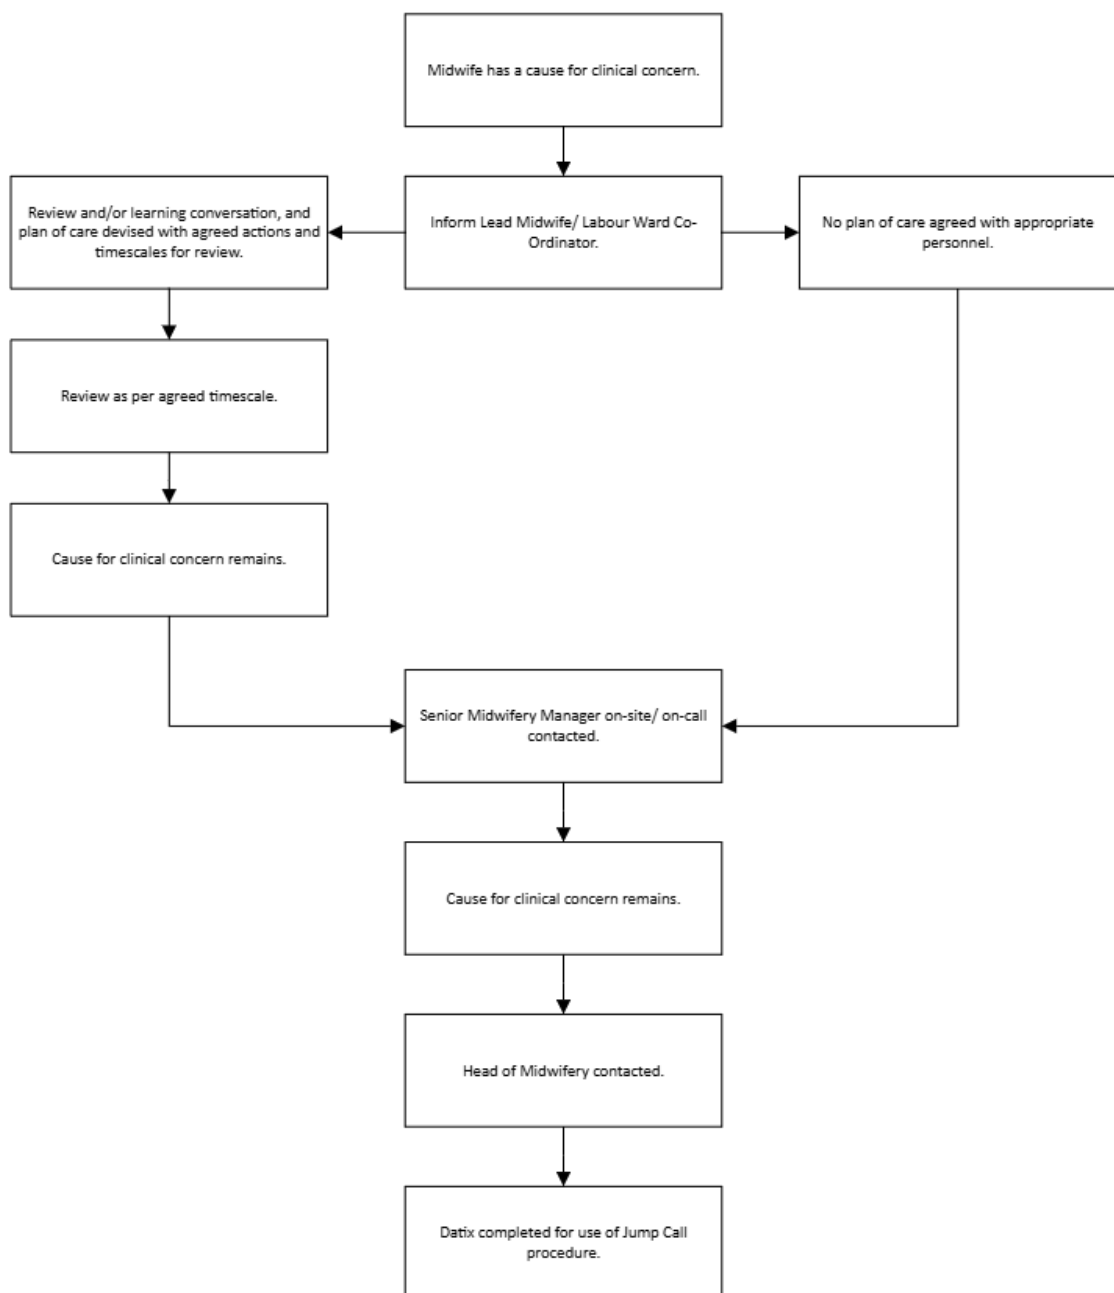 Midwife has a cause for clinical concern.
Review and/or learning conversation, and
plan of care devised with agreed actions and
timescales for review.
Inform Lead Midwife/ Labour Ward Co-
Ordinator.
No plan of care agreed with appropriate
personnel.
Review as per agreed timescale.
Cause for clinical concern remains.
Senior Midwifery Manager on-site/ on-call
contacted.
Cause for clinical concern remains.
Head of Midwifery contacted.
Datix completed for use of Jump Call
procedure.